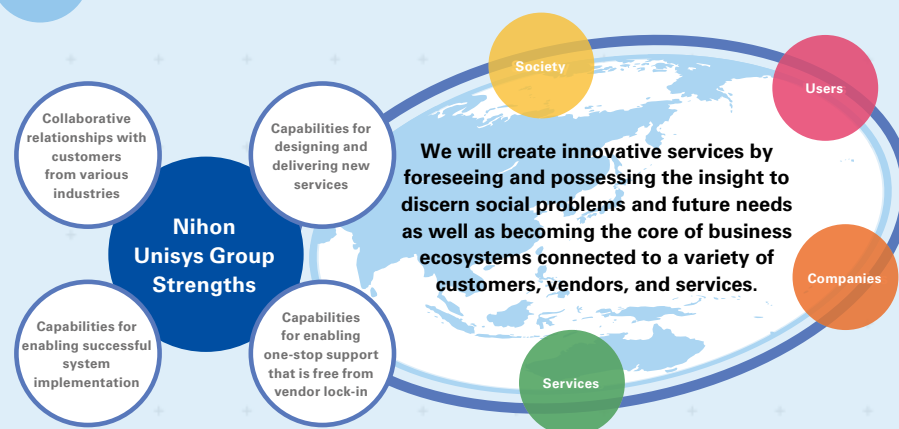 Society
Users
Collaborative
relationships with
customers
from various
industries
Capabilities for
designing and
delivering new
services
We will create innovative services by
foreseeing and possessing the insight to
discern social problems and future needs
as well as becoming the core of business
ecosystems connected to a variety of
customers, vendors, and services.
Nihon
Unisys Group
Strengths
Companies
Capabilities for
enabling successful
system
implementation
Capabilities
for enabling
one-stop support
that is free from
vendor lock-in
Services